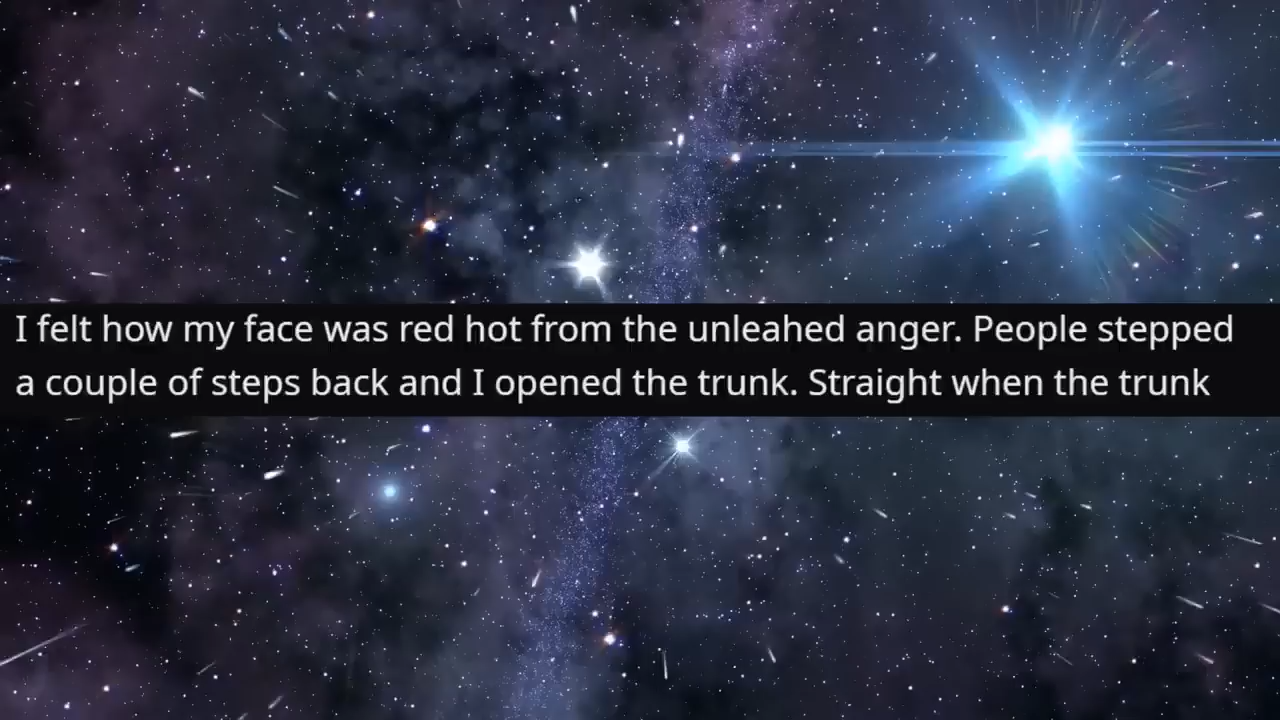 I felt how my face was red hot from the unleahed anger. People stepped
a couple of steps back and I opened the trunk. Straight when the trunk